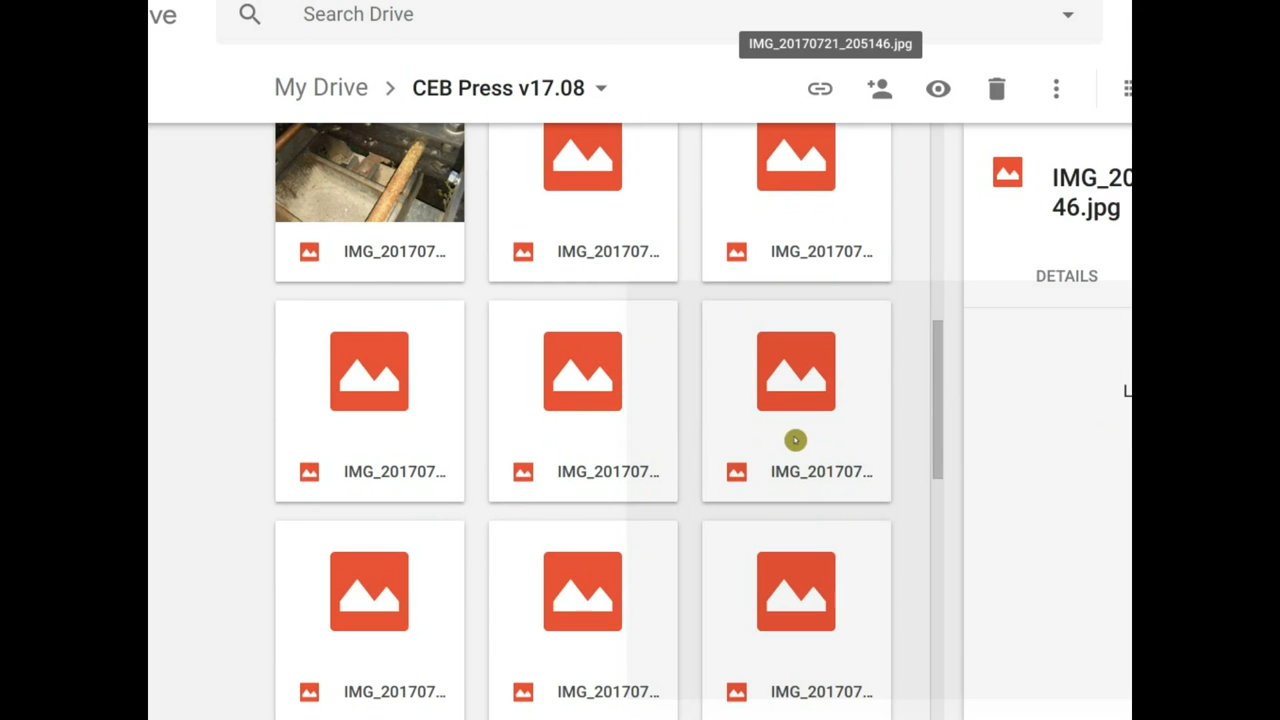 ve
Search Drive
IMG_20170721_205146.jpg
My Drive > CEB Press v17.08
IMG_20
46.jpg
IMG_201707...
IMG_201707...
IMG_201707...
DETAILS
L
IMG_201707...
IMG_201707...
IMG_201707...
IMG_201707...
IMG_201707...
IMG_201707...